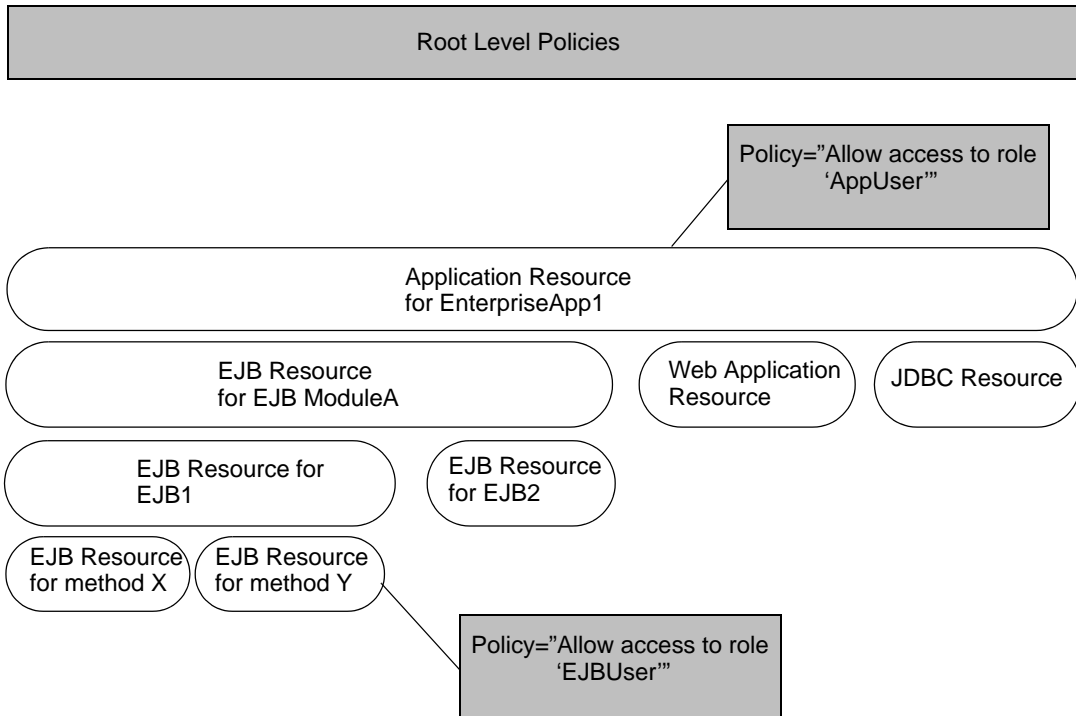 Root Level Policies
Policy=”Allow access to role
‘AppUser’”
Application Resource
for EnterpriseApp1
EJB Resource
for EJB ModuleA
Web Application
Resource
JDBC Resource
EJB Resource for
EJB1
EJB Resource
for EJB2
EJB Resource
for method X
EJB Resource
for method Y
Policy=”Allow access to role
‘EJBUser’”